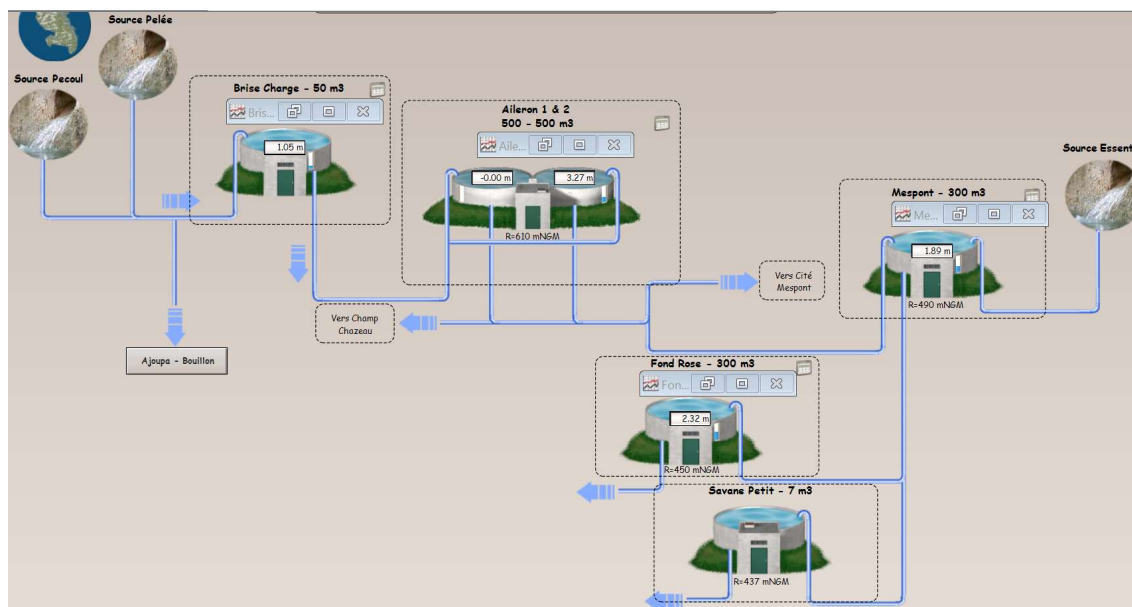 Source Pelée
Source Pecoul
Brise Charge - 50 m3
Bris...
1.05 m
Aileron 1 & 2
500 - 500 m3
Aile...
-0.00 m
3.27 m
R=610 mNGM
Source Essent
Mespont - 300 m3
Me...
1.89 m
R=490 mNGM
Vers Cité
Mespont
Vers Champ
Chazeau
Ajoupa - Bouillon
Fond Rose - 300 m3
Fon...
2.32 m
R=450 mNGM
Savane Petit - 7 m3
R=437 mNGM